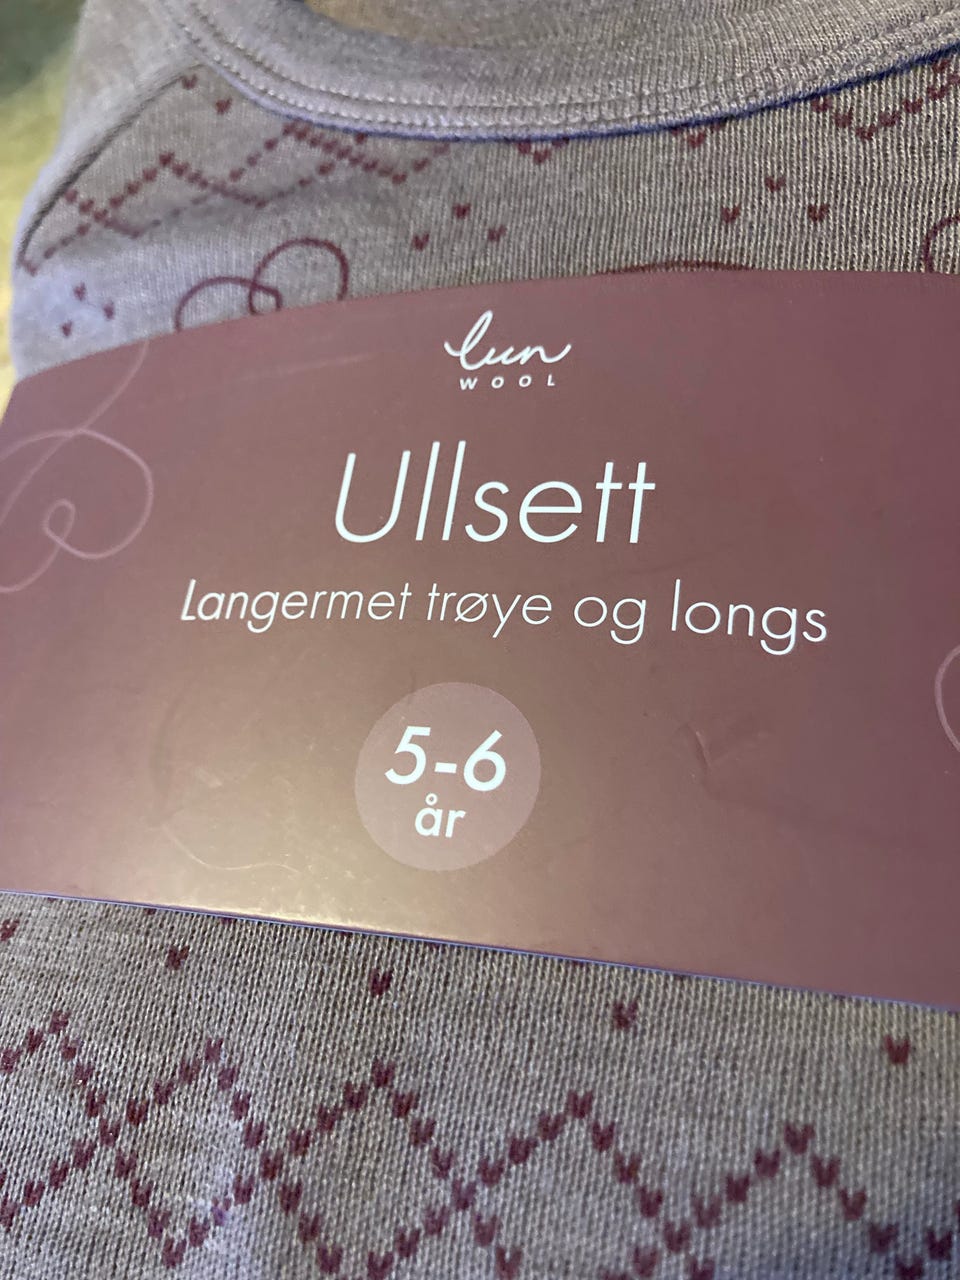 lun
WOOL
Ullsett
Langermet trøye og longs
5-6
år